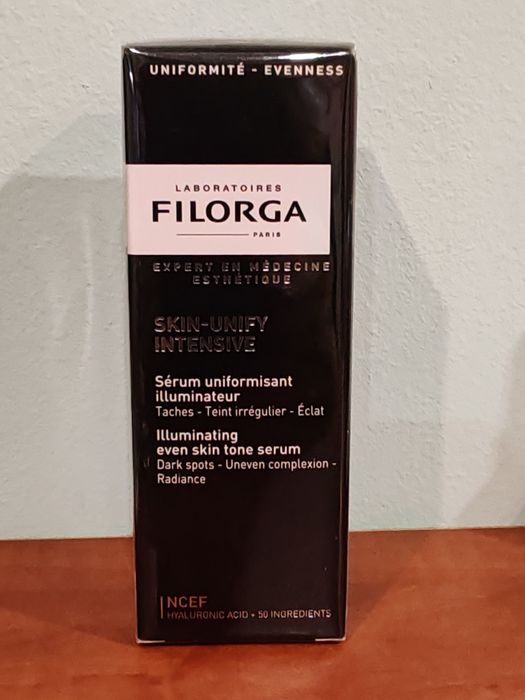 UNIFORMITÉ - EVENNESS
LABORATOIRES
FILORGA
PARIS
EXPERT EN MÉDECINE
ESTHÉTIQUE
SKIN-UNIFY
INTENSIVE
Sérum uniformisant
illuminateur
Taches - Teint irrégulier - Éclat
Illuminating
even skin tone serum
Dark spots - Uneven complexion -
Radiance
NCEF
HYALURONIC ACID + 50 INGREDIENTS